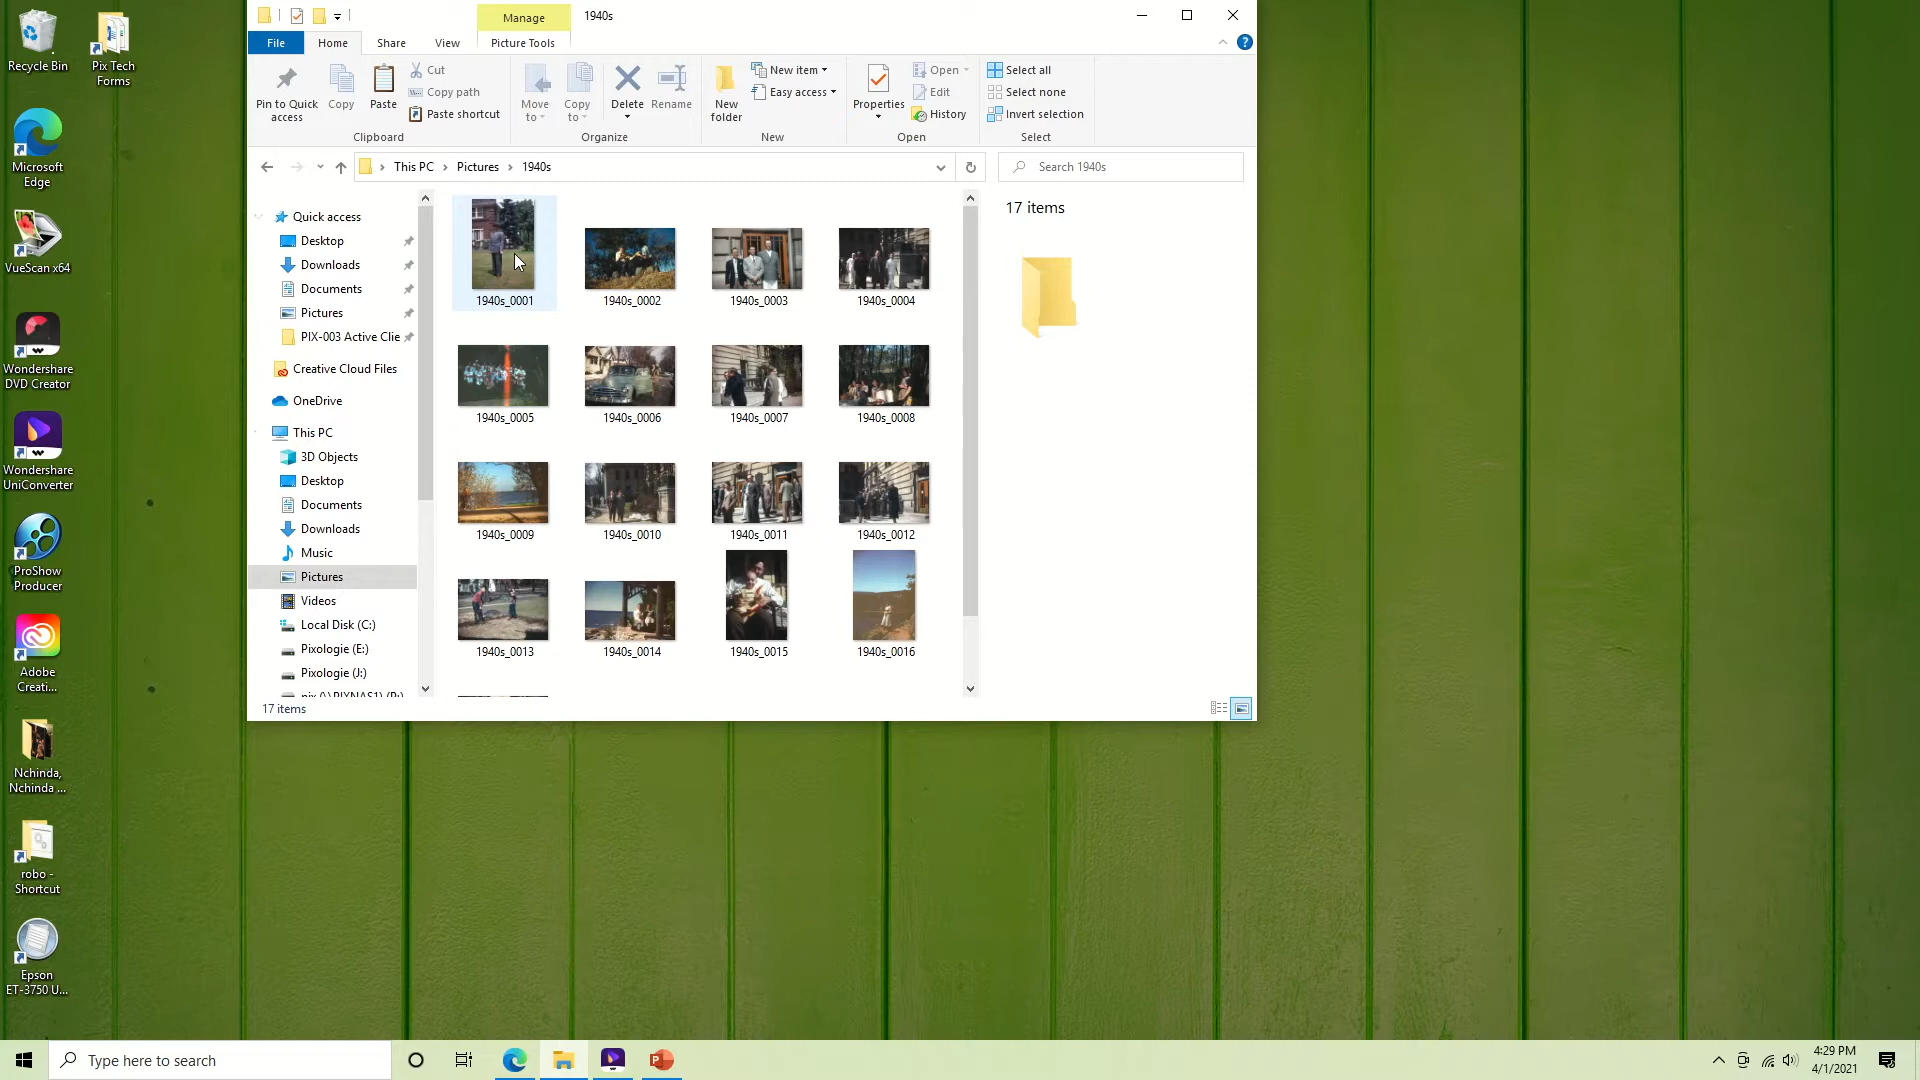 Manage
1940s
File
Home
Share
View
Picture Tools
Pin to Quick
access
Copy
Paste
Cut
Copy path
Paste shortcut
Clipboard
Move
to
Copy
to
Delete
Rename
Organize
New
folder
New item
Easy access
New
Properties
Open
Edit
History
Open
Select all
Select none
Invert selection
Select
This PC
Pictures
1940s
Search 1940s
Quick access
Desktop
Downloads
Documents
Pictures
PIX-003 Active Clie
Creative Cloud Files
OneDrive
This PC
3D Objects
Desktop
Documents
Downloads
Music
Pictures
Videos
Local Disk (C:)
Pixologie (E:)
Pixologie (J:)
1940s_0001
1940s_0002
1940s_0003
1940s_0004
1940s_0005
1940s_0006
1940s_0007
1940s_0008
1940s_0009
1940s_0010
1940s_0011
1940s_0012
1940s_0013
1940s_0014
1940s_0015
1940s_0016
17 items
17 items
Recycle Bin
Pix Tech
Forms
Microsoft
Edge
VueScan x64
Wondershare
DVD Creator
Wondershare
UniConverter
ProShow
Producer
Adobe
Creati...
Nchinda,
Nchinda ...
robo -
Shortcut
Epson
ET-3750 U...
Type here to search
4:29 PM
4/1/2021